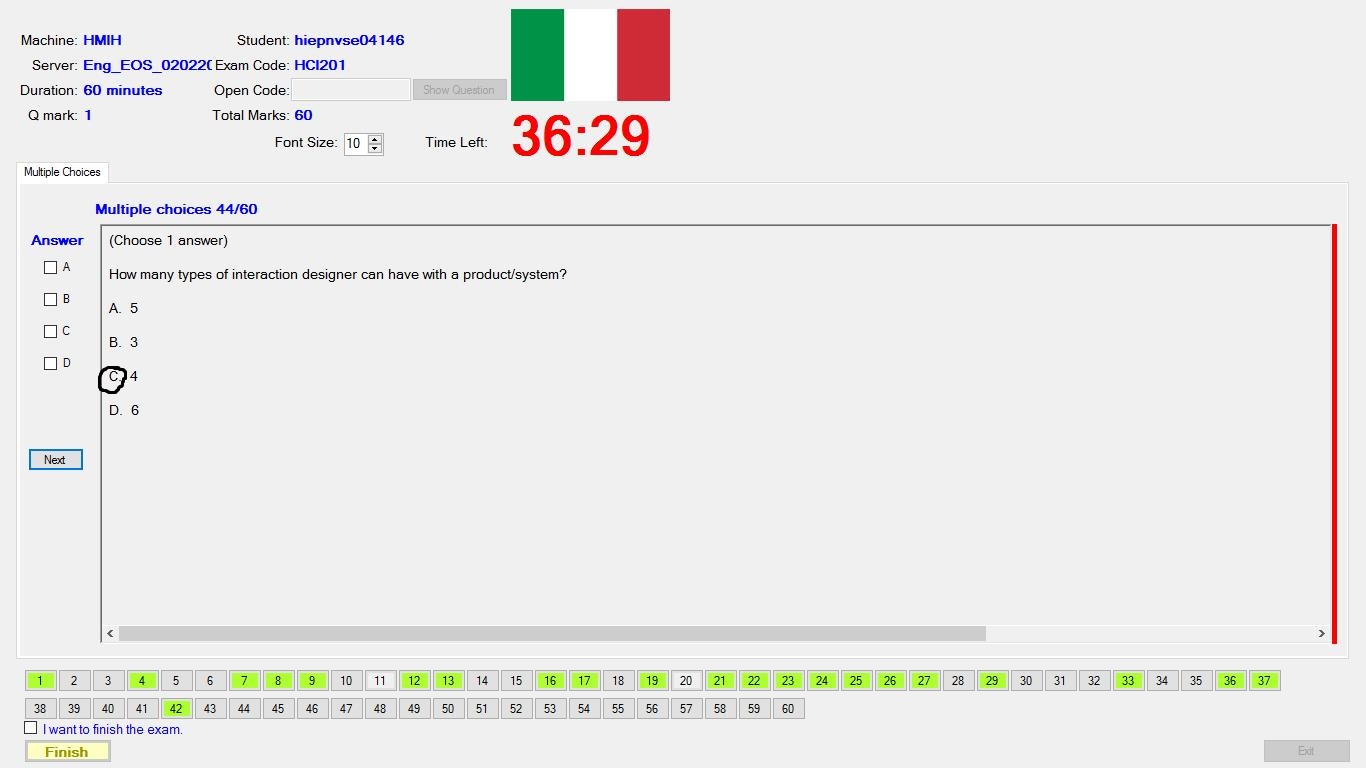 Machine: HMIH Student: hiepnvse04146
Server: Eng_EOS_02022 Exam Code: HCI201
Duration: 60 minutes Open Code: Show Question
Q mark: 1 Total Marks: 60
Font Size: 10 Time Left: 36:29
Multiple Choices
Multiple choices 44/60
Answer
A
B
C
D
Next
(Choose 1 answer)
How many types of interaction designer can have with a product/system?
A. 5
B. 3
C. 4
D. 6
1 2 3 4 5 6 7 8 9 10 11 12 13 14 15 16 17 18 19 20 21 22 23 24 25 26 27 28 29 30 31 32 33 34 35 36 37
38 39 40 41 42 43 44 45 46 47 48 49 50 51 52 53 54 55 56 57 58 59 60
I want to finish the exam.
Finish Exit